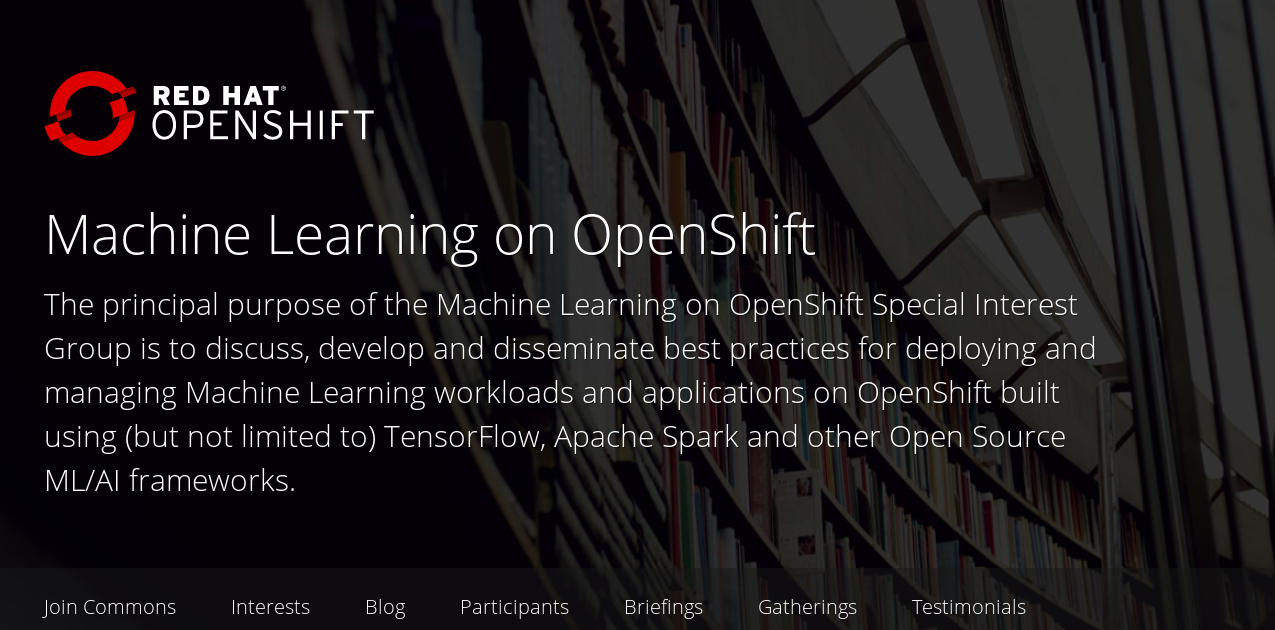 RED HAT®
OPENSHIFT
Machine Learning on OpenShift
The principal purpose of the Machine Learning on OpenShift Special Interest
Group is to discuss, develop and disseminate best practices for deploying and
managing Machine Learning workloads and applications on OpenShift built
using (but not limited to) TensorFlow, Apache Spark and other Open Source
ML/AI frameworks.
Join Commons Interests Blog Participants Briefings Gatherings Testimonials